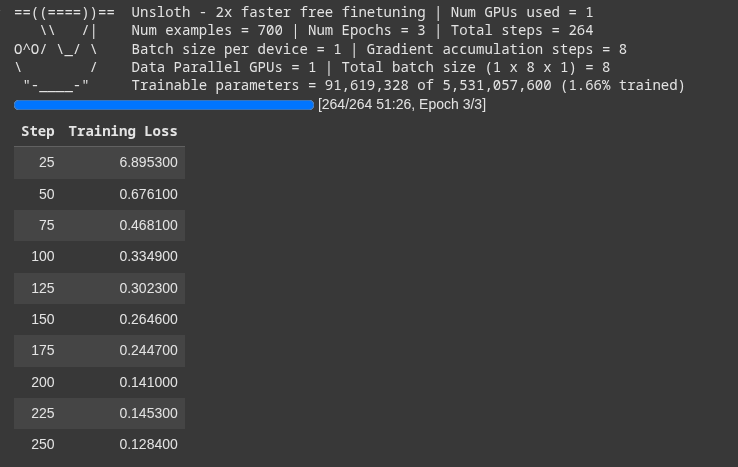 ==((====))==  Unsloth - 2x faster free finetuning | Num GPUs used = 1
   \\   /|    Num examples = 700 | Num Epochs = 3 | Total steps = 264
O^O/ \_/ \    Batch size per device = 1 | Gradient accumulation steps = 8
\        /    Data Parallel GPUs = 1 | Total batch size (1 x 8 x 1) = 8
 "-____-"     Trainable parameters = 91,619,328 of 5,531,057,600 (1.66% trained)
[264/264 51:26, Epoch 3/3]
Step Training Loss
25 6.895300
50 0.676100
75 0.468100
100 0.334900
125 0.302300
150 0.264600
175 0.244700
200 0.141000
225 0.145300
250 0.128400